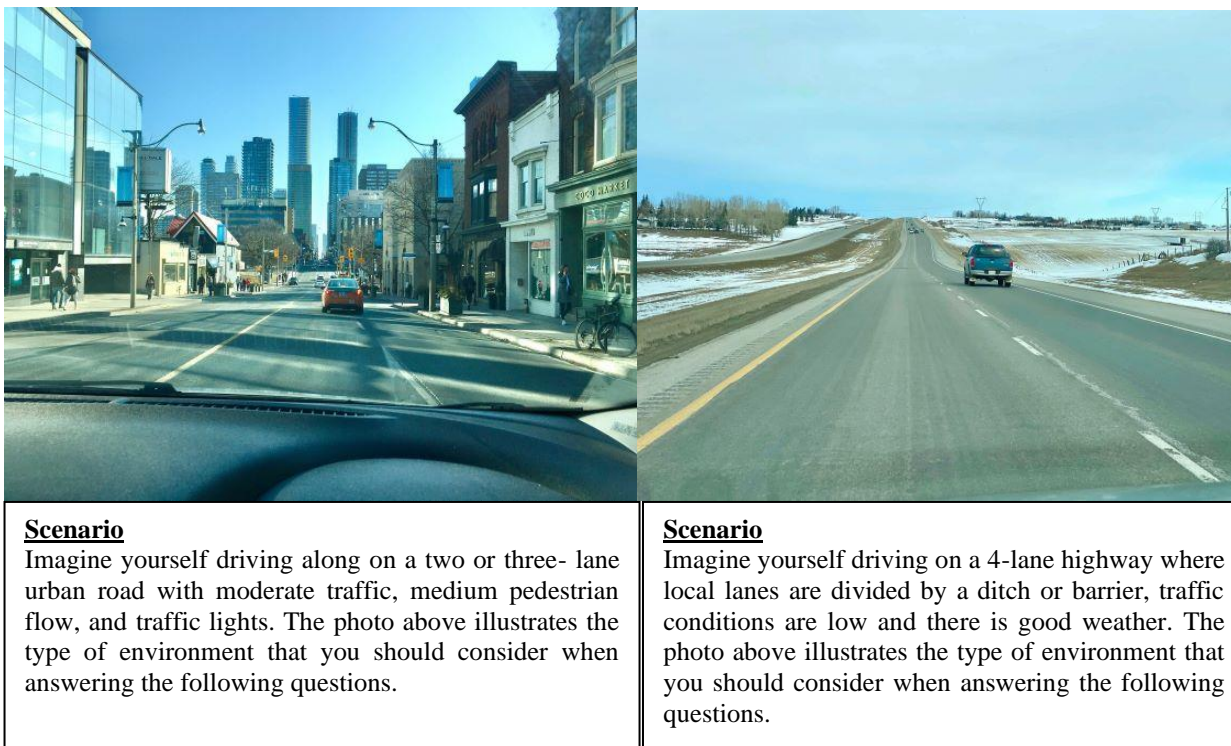 COCO MARKET
Scenario
Imagine yourself driving along on a two or three- lane
urban road with moderate traffic, medium pedestrian
flow, and traffic lights. The photo above illustrates the
type of environment that you should consider when
answering the following questions.
Scenario
Imagine yourself driving on a 4-lane highway where
local lanes are divided by a ditch or barrier, traffic
conditions are low and there is good weather. The
photo above illustrates the type of environment that
you should consider when answering the following
questions.